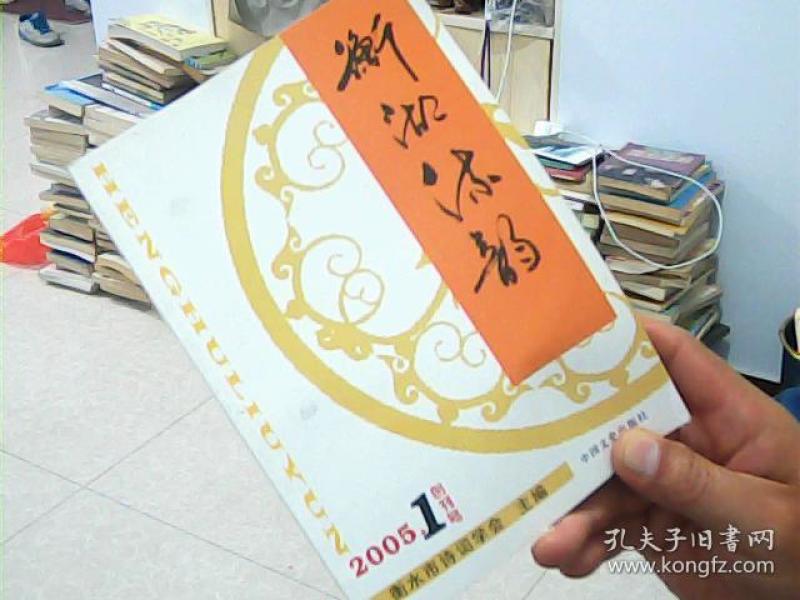 衡湖流韵
HENGHULIUYUN
2005.1
创刊号
衡水市诗词学会 主编
中国文史出版社
孔夫子旧书网
www.kongfz.com